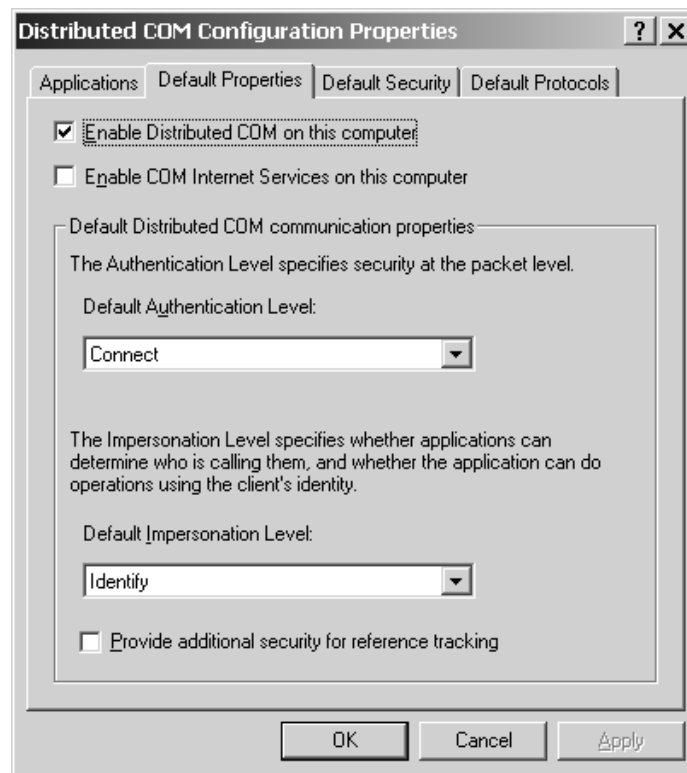 Distributed COM Configuration Properties
Applications
Default Properties
Default Security
Default Protocols
Enable Distributed COM on this computer
Enable COM Internet Services on this computer
Default Distributed COM communication properties
The Authentication Level specifies security at the packet level.
Default Authentication Level:
Connect
The Impersonation Level specifies whether applications can
determine who is calling them, and whether the application can do
operations using the client's identity.
Default Impersonation Level:
Identify
Provide additional security for reference tracking
OK
Cancel
Apply